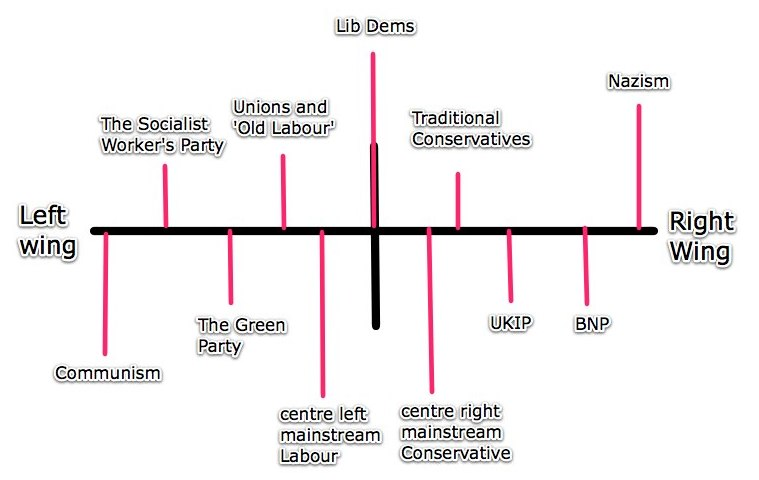 Lib Dems
Nazism
Unions and
'Old Labour'
The Socialist
Worker's Party
Traditional
Conservatives
Left
wing
Right
Wing
The Green
Party
UKIP
BNP
Communism
centre left
mainstream
Labour
centre right
mainstream
Conservative